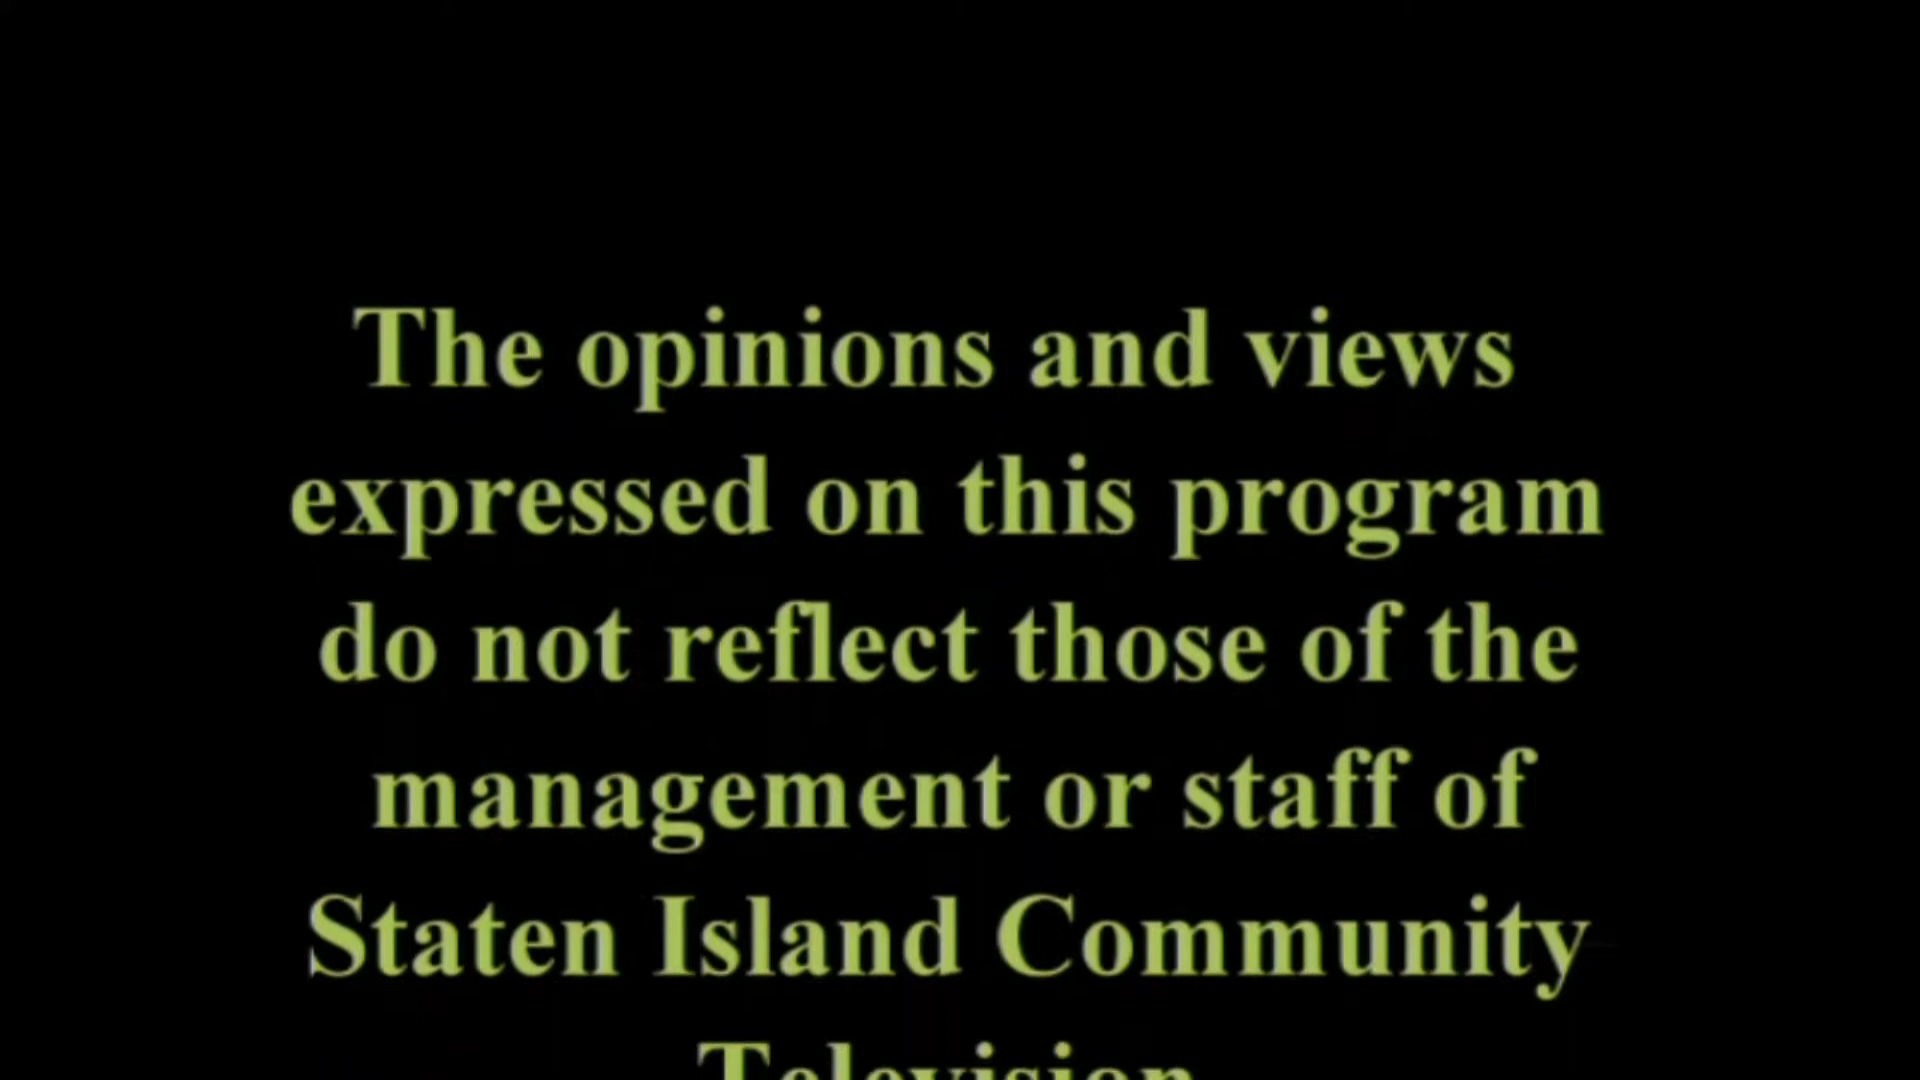 The opinions and views
expressed on this program
do not reflect those of the
management or staff of
Staten Island Community
Television